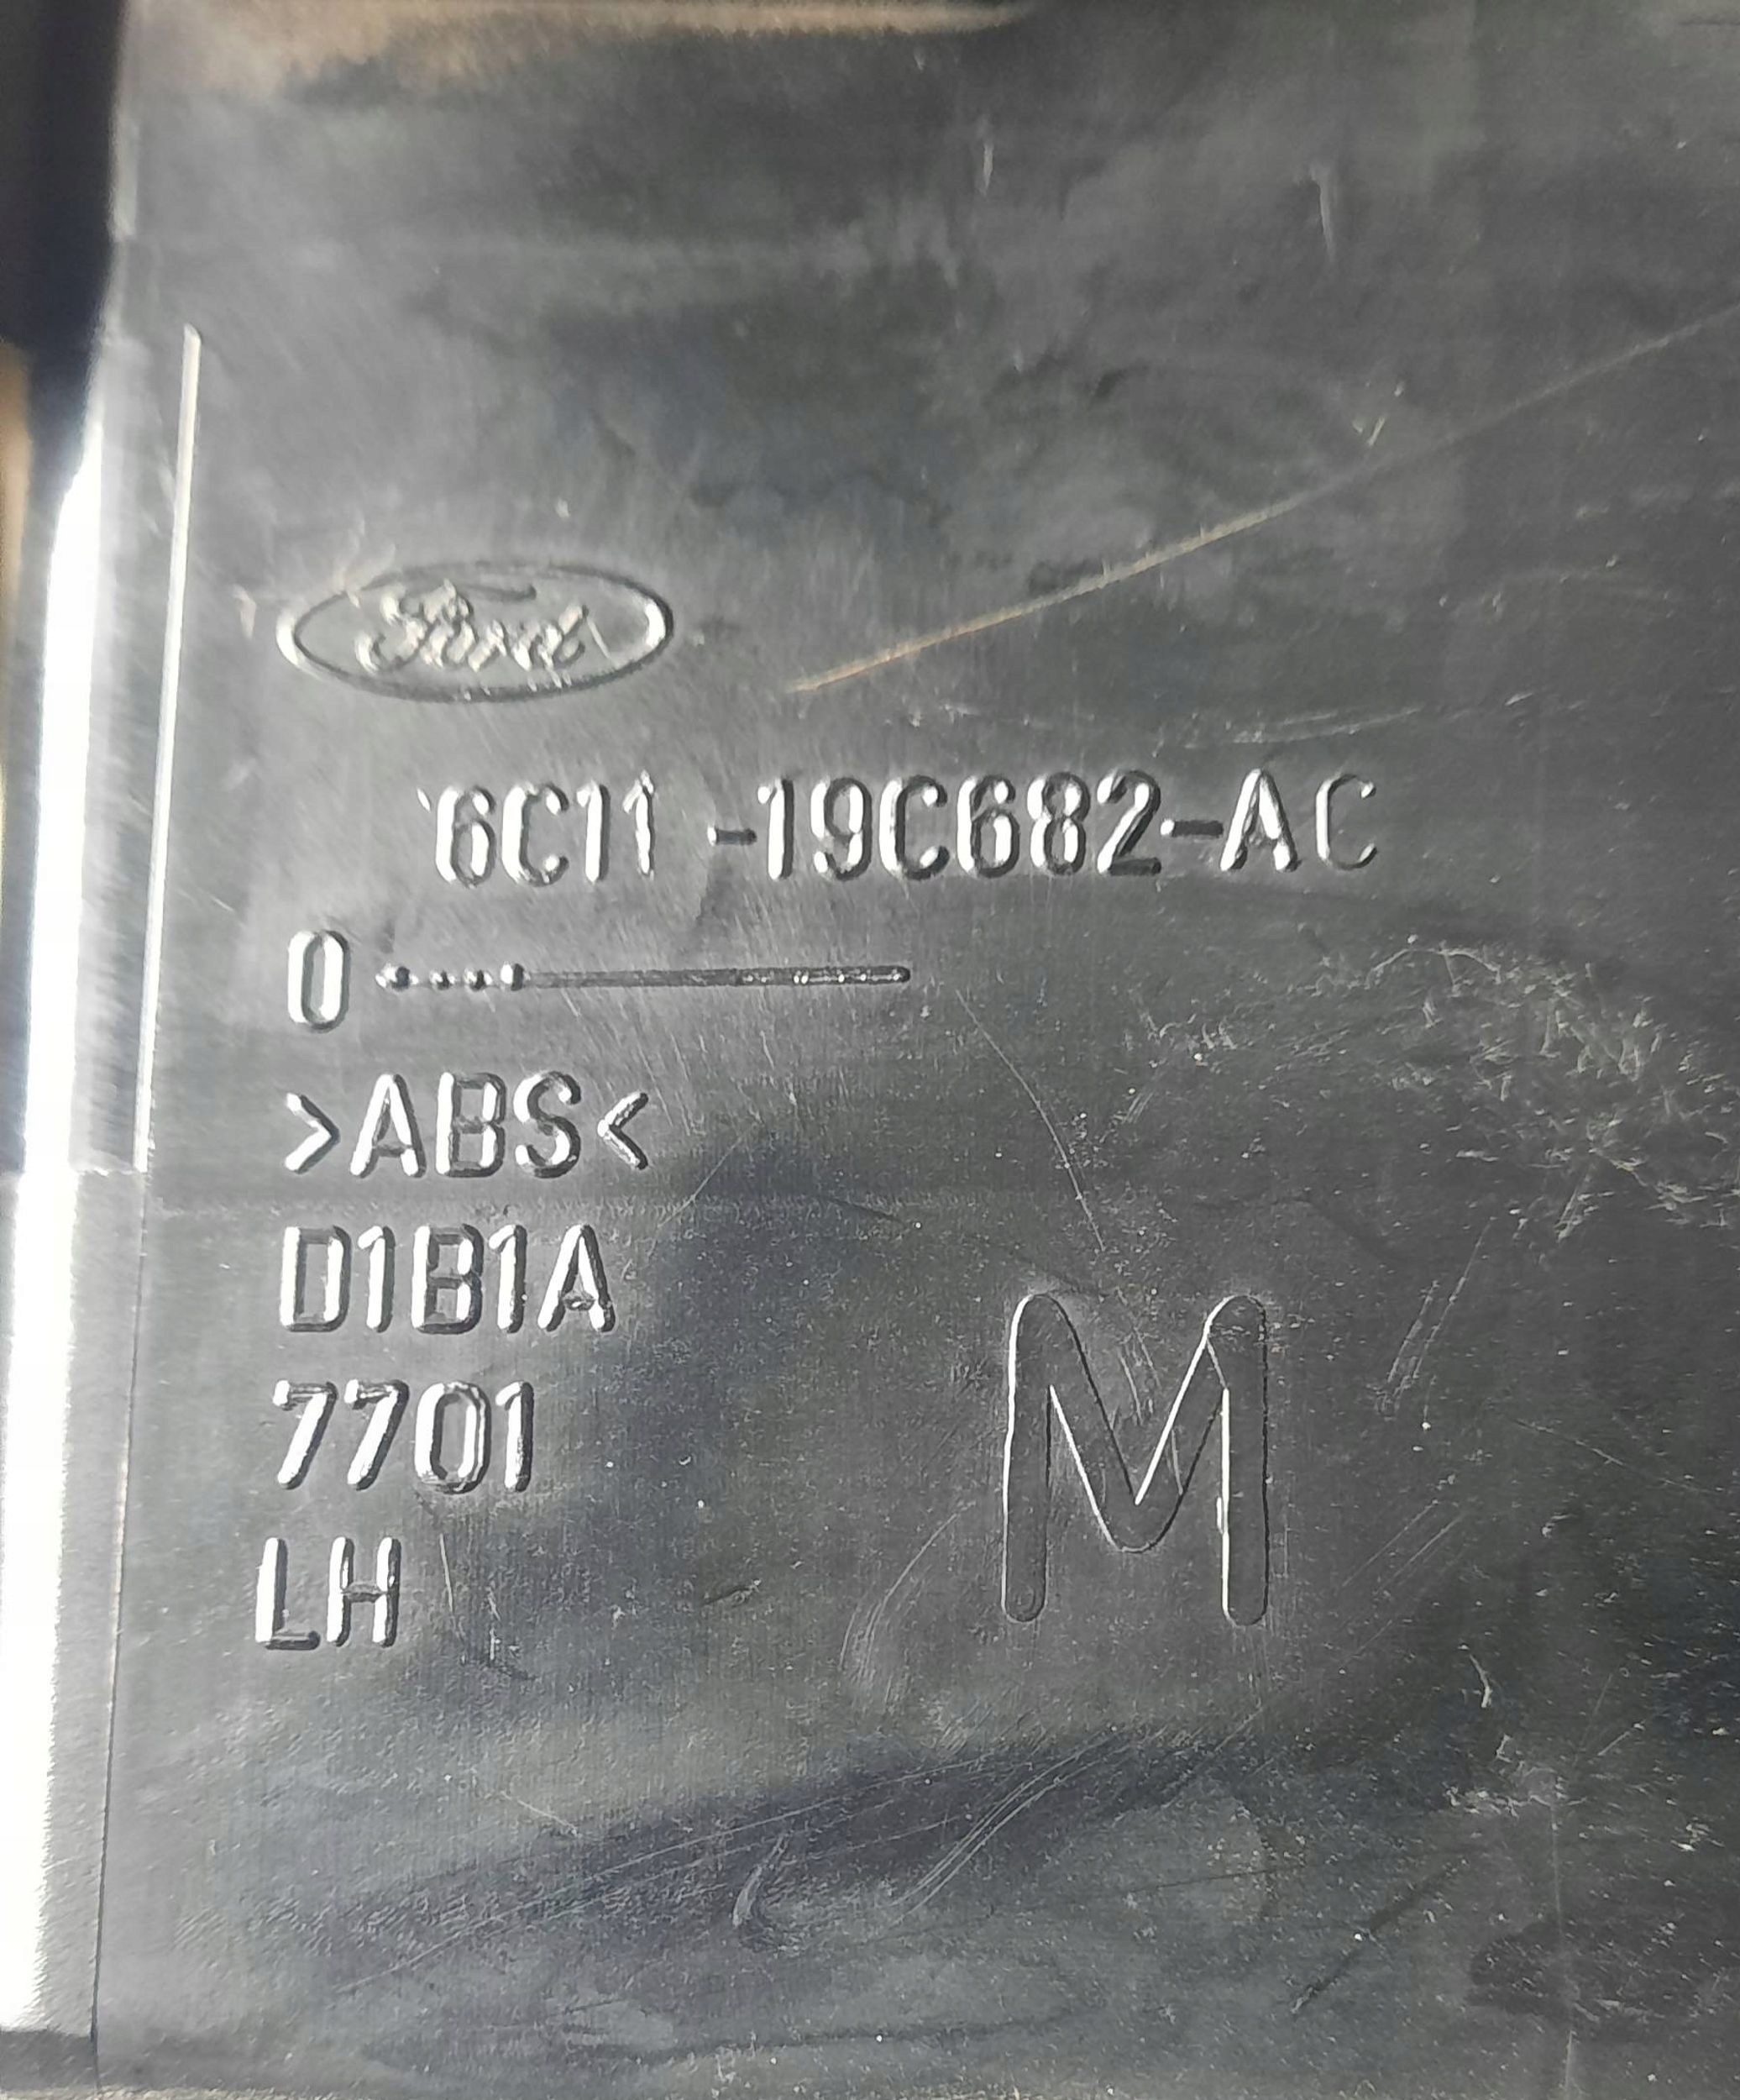 Ford
6C11-19C682-AC
0
>ABS<
D1B1A
7701
LH
M